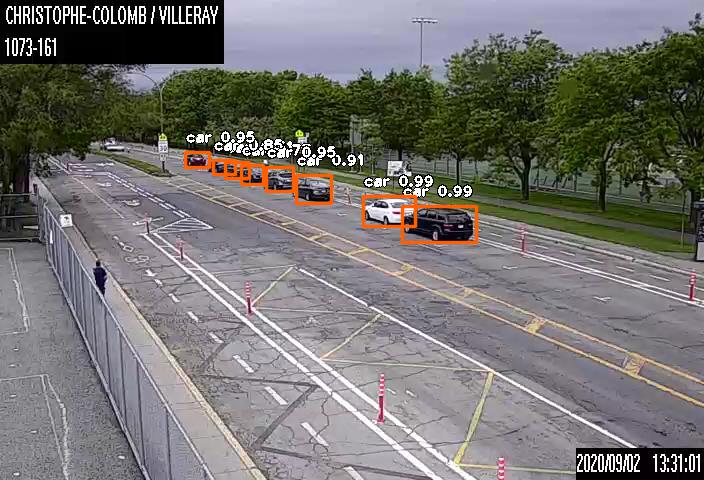 CHRISTOPHE-COLOMB / VILLERAY
1073-161
car 0.95
car 0.91
car 0.99
car 0.99
2020/09/02 13:31:01